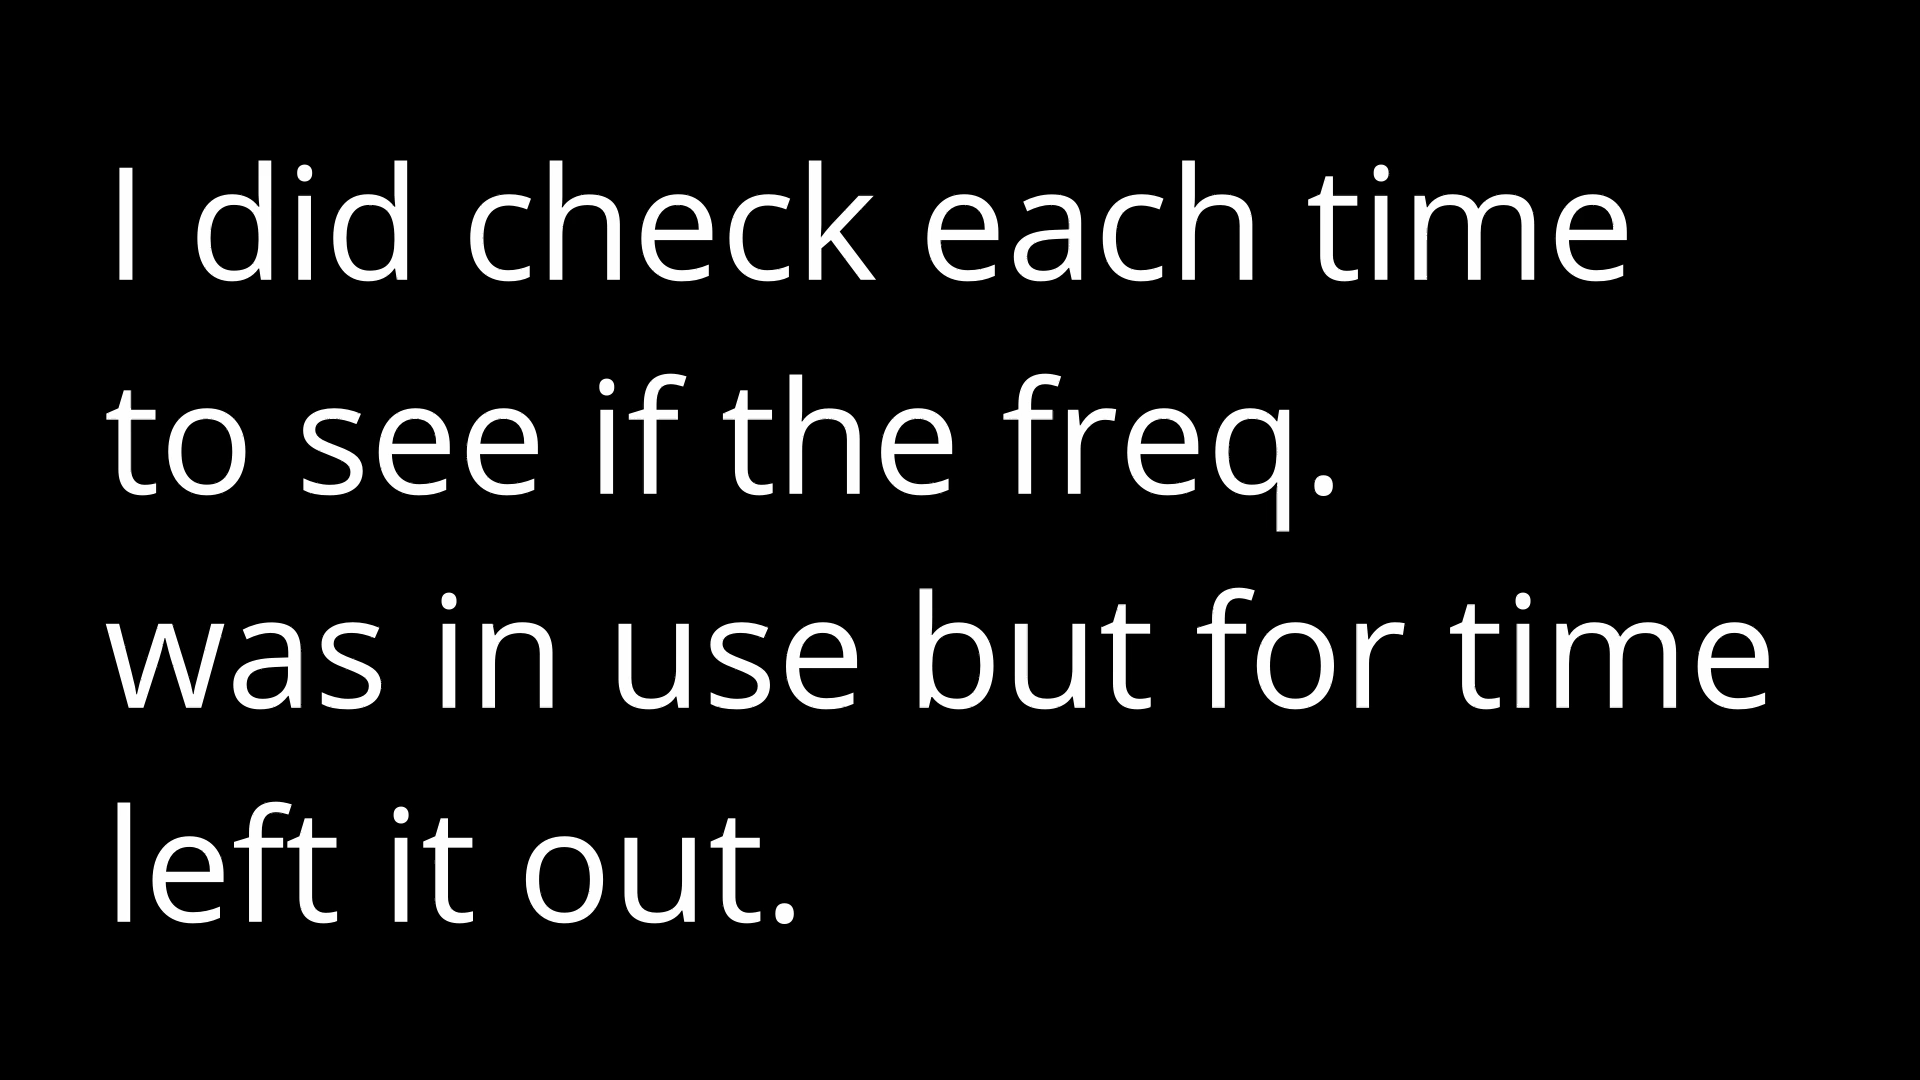 I did check each time
to see if the freq.
was in use but for time
left it out.